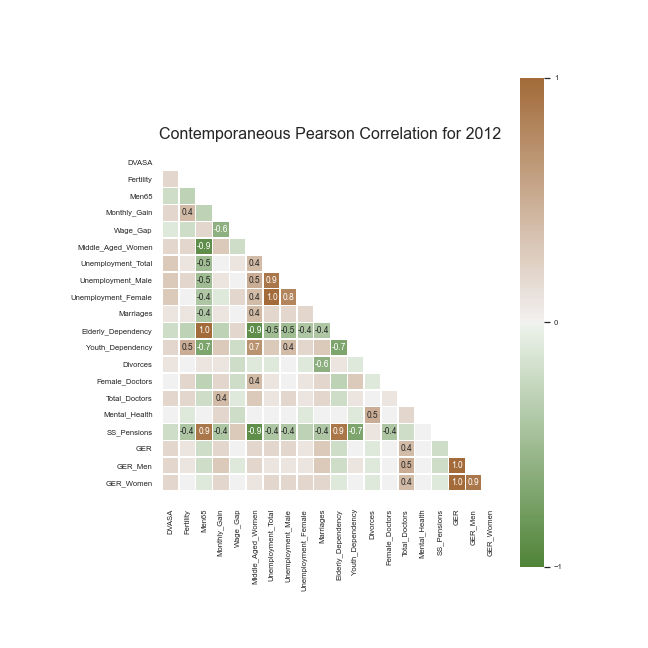 Contemporaneous Pearson Correlation for 2012
1
0
−1
DVASA
Fertility
Men65
Monthly_Gain 0.4
Wage_Gap -0.6
Middle_Aged_Women -0.9
Unemployment_Total -0.5 0.4
Unemployment_Male -0.5 0.5 0.9
Unemployment_Female -0.4 0.4 1.0 0.8
Marriages -0.4 0.4
Elderly_Dependency 1.0 -0.9 -0.5 -0.5 -0.4 -0.4
Youth_Dependency 0.5 -0.7 0.7 0.4 -0.7
Divorces -0.6
Female_Doctors 0.4
Total_Doctors 0.4
Mental_Health 0.5
SS_Pensions -0.4 0.9 -0.4 -0.9 -0.4 -0.4 -0.4 0.9 -0.7 -0.4
GER 0.4
GER_Men 0.5 1.0
GER_Women 0.4 1.0 0.9
DVASA
Fertility
Men65
Monthly_Gain
Wage_Gap
Middle_Aged_Women
Unemployment_Total
Unemployment_Male
Unemployment_Female
Marriages
Elderly_Dependency
Youth_Dependency
Divorces
Female_Doctors
Total_Doctors
Mental_Health
SS_Pensions
GER
GER_Men
GER_Women